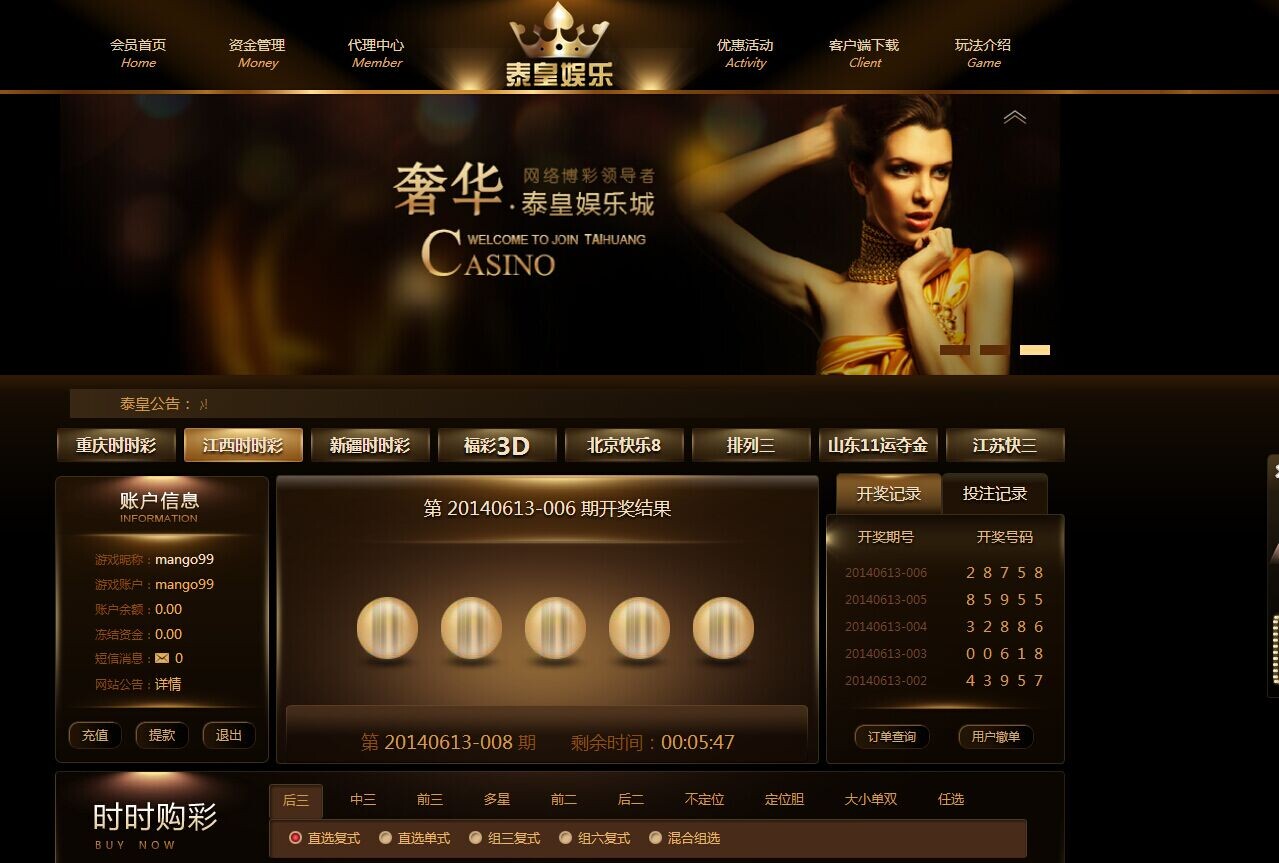 会员首页 资金管理 代理中心 优惠活动 客户端下载 玩法介绍
Home Money Member Activity Client Game
泰皇娱乐
奢华 网络博彩领导者
·泰皇娱乐城
WELCOME TO JOIN TAIHUANG
CASINO
泰皇公告：
重庆时时彩 江西时时彩 新疆时时彩 福彩3D 北京快乐8 排列三 山东11运夺金 江苏快三
账户信息
INFORMATION
游戏昵称：mango99
游戏账户：mango99
账户余额：0.00
冻结资金：0.00
短信消息： 0
网站公告：详情
充值 提款 退出
第 20140613-006 期开奖结果
第 20140613-008 期 剩余时间：00:05:47
开奖记录 投注记录
开奖期号 开奖号码
20140613-006 2 8 7 5 8
20140613-005 8 5 9 5 5
20140613-004 3 2 8 8 6
20140613-003 0 0 6 1 8
20140613-002 4 3 9 5 7
订单查询 用户撤单
时时购彩
BUY NOW
后三 中三 前三 多星 前二 后二 不定位 定位胆 大小单双 任选
直选复式 直选单式 组三复式 组六复式 混合组选